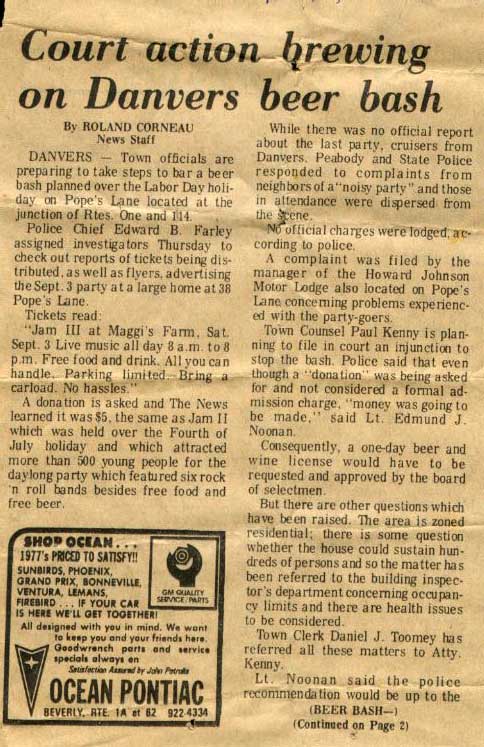 Court action brewing
on Danvers beer bash
By ROLAND CORNEAU
News Staff
DANVERS — Town officials are
preparing to take steps to bar a beer
bash planned over the Labor Day holi-
day on Pope's Lane located at the
junction of Rtes. One and 114.
Police Chief Edward B. Farley
assigned investigators Thursday to
check out reports of tickets being dis-
tributed, as well as flyers, advertising
the Sept. 3 party at a large home at 38
Pope's Lane.
Tickets read:
"Jam III at Maggi's Farm, Sat.
Sept. 3 Live music all day 8 a.m. to 8
p.m. Free food and drink. All you can
handle. Parking limited. Bring a
carload. No hassles."
A donation is asked and The News
learned it was $5, the same as Jam II
which was held over the Fourth of
July holiday and which attracted
more than 500 young people for the
daylong party which featured six rock
'n roll bands besides free food and
free beer.
SHOP OCEAN . . .
1977's PRICED TO SATISFY!!
SUNBIRDS, PHOENIX,
GRAND PRIX, BONNEVILLE,
VENTURA, LEMANS,
FIREBIRD . . . IF YOUR CAR
IS HERE WE'LL GET TOGETHER!
GM QUALITY
SERVICE/PARTS
All designed with you in mind. We want
to keep you and your friends here.
Goodwrench parts and service
specials always on
Satisfaction Assured by John
OCEAN PONTIAC
BEVERLY, RTE. 1A at 62 922-4334
While there was no official report
about the last party, cruisers from
Danvers, Peabody and State Police
responded to complaints from
neighbors of a "noisy party" and those
in attendance were dispersed from
the scene.
No official charges were lodged, ac-
cording to police.
A complaint was filed by the
manager of the Howard Johnson
Motor Lodge also located on Pope's
Lane concerning problems experienc-
ed with the party-goers.
Town Counsel Paul Kenny is plan-
ning to file in court an injunction to
stop the bash. Police said that even
though a "donation" was being asked
for and not considered a formal ad-
mission charge, "money was going to
be made," said Lt. Edmund J.
Noonan.
Consequently, a one-day beer and
wine license would have to be
requested and approved by the board
of selectmen.
But there are other questions which
have been raised. The area is zoned
residential; there is some question
whether the house could sustain hun-
dreds of persons and so the matter has
been referred to the building inspec-
tor's department concerning occupan-
cy limits and there are health issues
to be considered.
Town Clerk Daniel J. Toomey has
referred all these matters to Atty.
Kenny.
Lt. Noonan said the police
recommendation would be up to the
(BEER BASH—)
(Continued on Page 2)